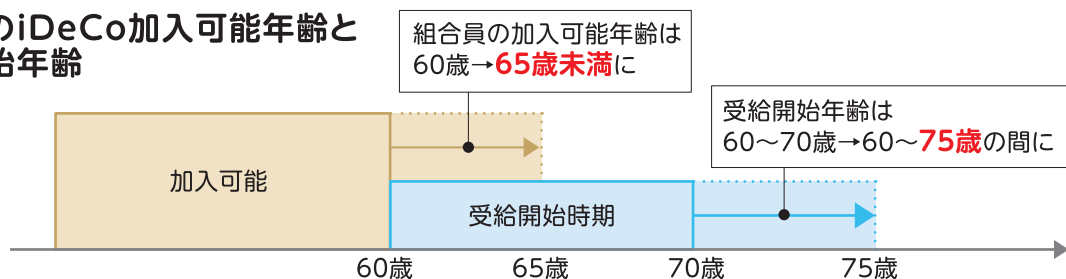 のiDeCo加入可能年齢と
始年齢
組合員の加入可能年齢は
60歳→65歳未満に
受給開始年齢は
60〜70歳→60〜75歳の間に
加入可能
受給開始時期
60歳
65歳
70歳
75歳